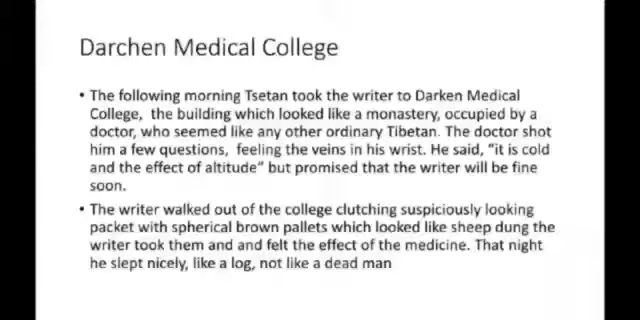 Darchen Medical College
• The following morning Tsetan took the writer to Darken Medical
College,  the building which looked like a monastery, occupied by a
doctor, who seemed like any other ordinary Tibetan. The doctor shot
him a few questions,  feeling the veins in his wrist. He said, "it is cold
and the effect of altitude" but promised that the writer will be fine
soon.
• The writer walked out of the college clutching suspiciously looking
packet with spherical brown pallets which looked like sheep dung the
writer took them and and felt the effect of the medicine. That night
he slept nicely, like a log, not like a dead man